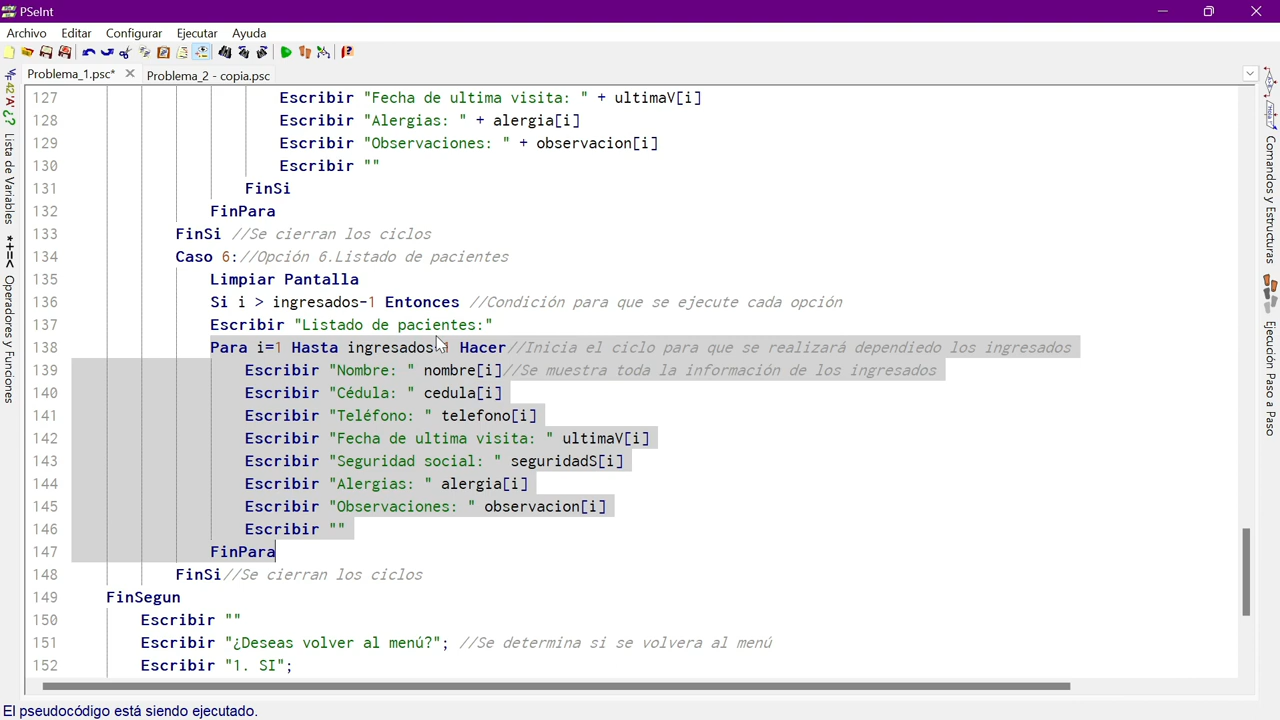 PSeInt
Archivo Editar Configurar Ejecutar Ayuda
Problema_1.psc* Problema_2 - copia.psc
127 Escribir "Fecha de ultima visita: " + ultimaV[i]
128 Escribir "Alergias: " + alergia[i]
129 Escribir "Observaciones: " + observacion[i]
130 Escribir ""
131 FinSi
132 FinPara
133 FinSi //Se cierran los ciclos
134 Caso 6://Opción 6.Listado de pacientes
135 Limpiar Pantalla
136 Si i > ingresados-1 Entonces //Condición para que se ejecute cada opción
137 Escribir "Listado de pacientes:"
138 Para i=1 Hasta ingresados-1 Hacer//Inicia el ciclo para que se realizará dependiedo los ingresados
139 Escribir "Nombre: " nombre[i]//Se muestra toda la información de los ingresados
140 Escribir "Cédula: " cedula[i]
141 Escribir "Teléfono: " telefono[i]
142 Escribir "Fecha de ultima visita: " ultimaV[i]
143 Escribir "Seguridad social: " seguridadS[i]
144 Escribir "Alergias: " alergia[i]
145 Escribir "Observaciones: " observacion[i]
146 Escribir ""
147 FinPara
148 FinSi//Se cierran los ciclos
149 FinSegun
150 Escribir ""
151 Escribir "¿Deseas volver al menú?"; //Se determina si se volvera al menú
152 Escribir "1. SI";
Lista de Variables
*+=< Operadores y Funciones
Comandos y Estructuras
Ejecución Paso a Paso
El pseudocódigo está siendo ejecutado.